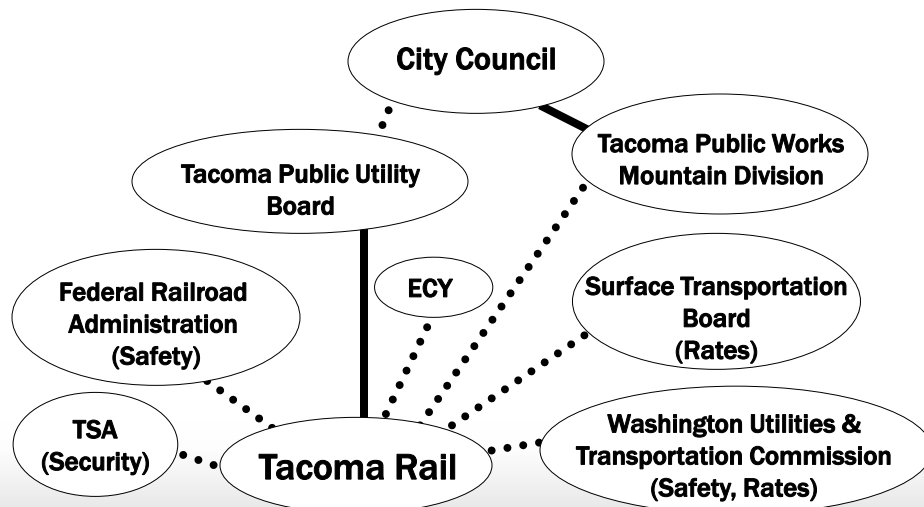 City Council
Tacoma Public Works
Mountain Division
Tacoma Public Utility
Board
ECY
Surface Transportation
Board
(Rates)
Federal Railroad
Administration
(Safety)
TSA
(Security)
Tacoma Rail
Washington Utilities &
Transportation Commission
(Safety, Rates)